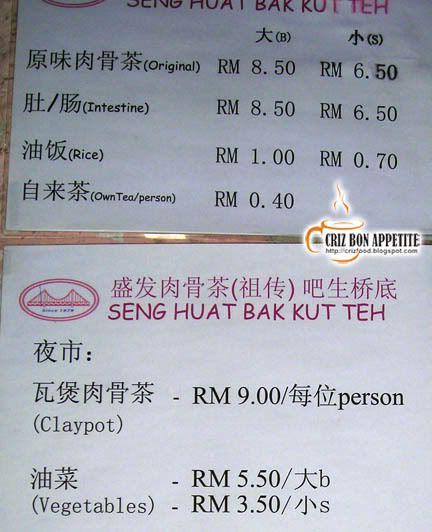 SENG HUAT BAK KUT TEH
大(B) 小(S)
原味肉骨茶(Original) RM 8.50 RM 6.50
肚/肠(Intestine) RM 8.50 RM 6.50
油饭(Rice) RM 1.00 RM 0.70
自来茶(OwnTea/person) RM 0.40
CRIZ BON APPETITE
http://crizfood.blogspot.com
盛发肉骨茶(祖传) 吧生桥底
Since 1979
SENG HUAT BAK KUT TEH
夜市:
瓦煲肉骨茶 - RM 9.00/每位person
(Claypot)
油菜 - RM 5.50/大b
(Vegetables) - RM 3.50/小s